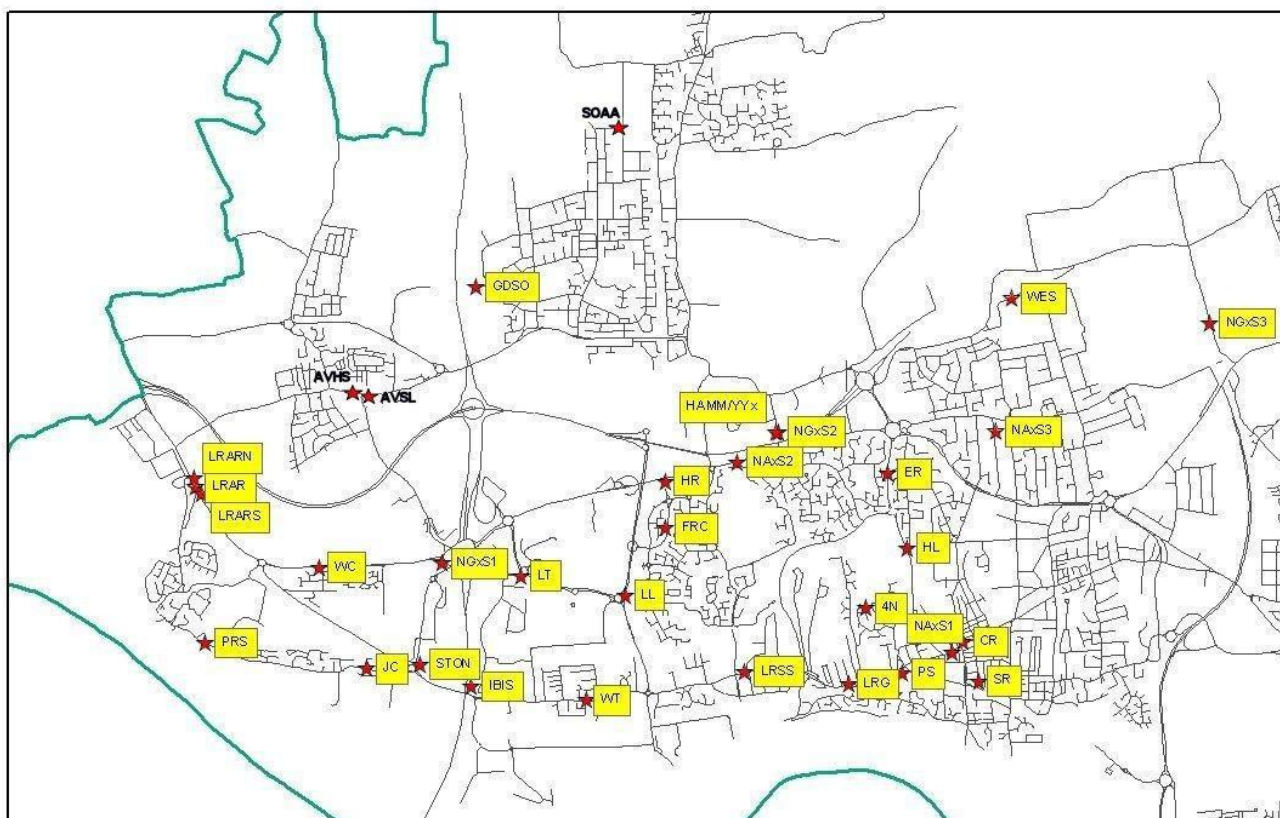 SOAA
GDSO
WES
NGxS3
AVHS
AVSL
HAMM/YYx
NGxS2
NAxS3
LRARN
NAxS2
ER
HR
LRAR
LRARS
FRC
HL
WC
NGxS1
LT
LL
4N
NAxS1
CR
PRS
JC
STON
LRSS
PS
SR
LRG
IBIS
WT